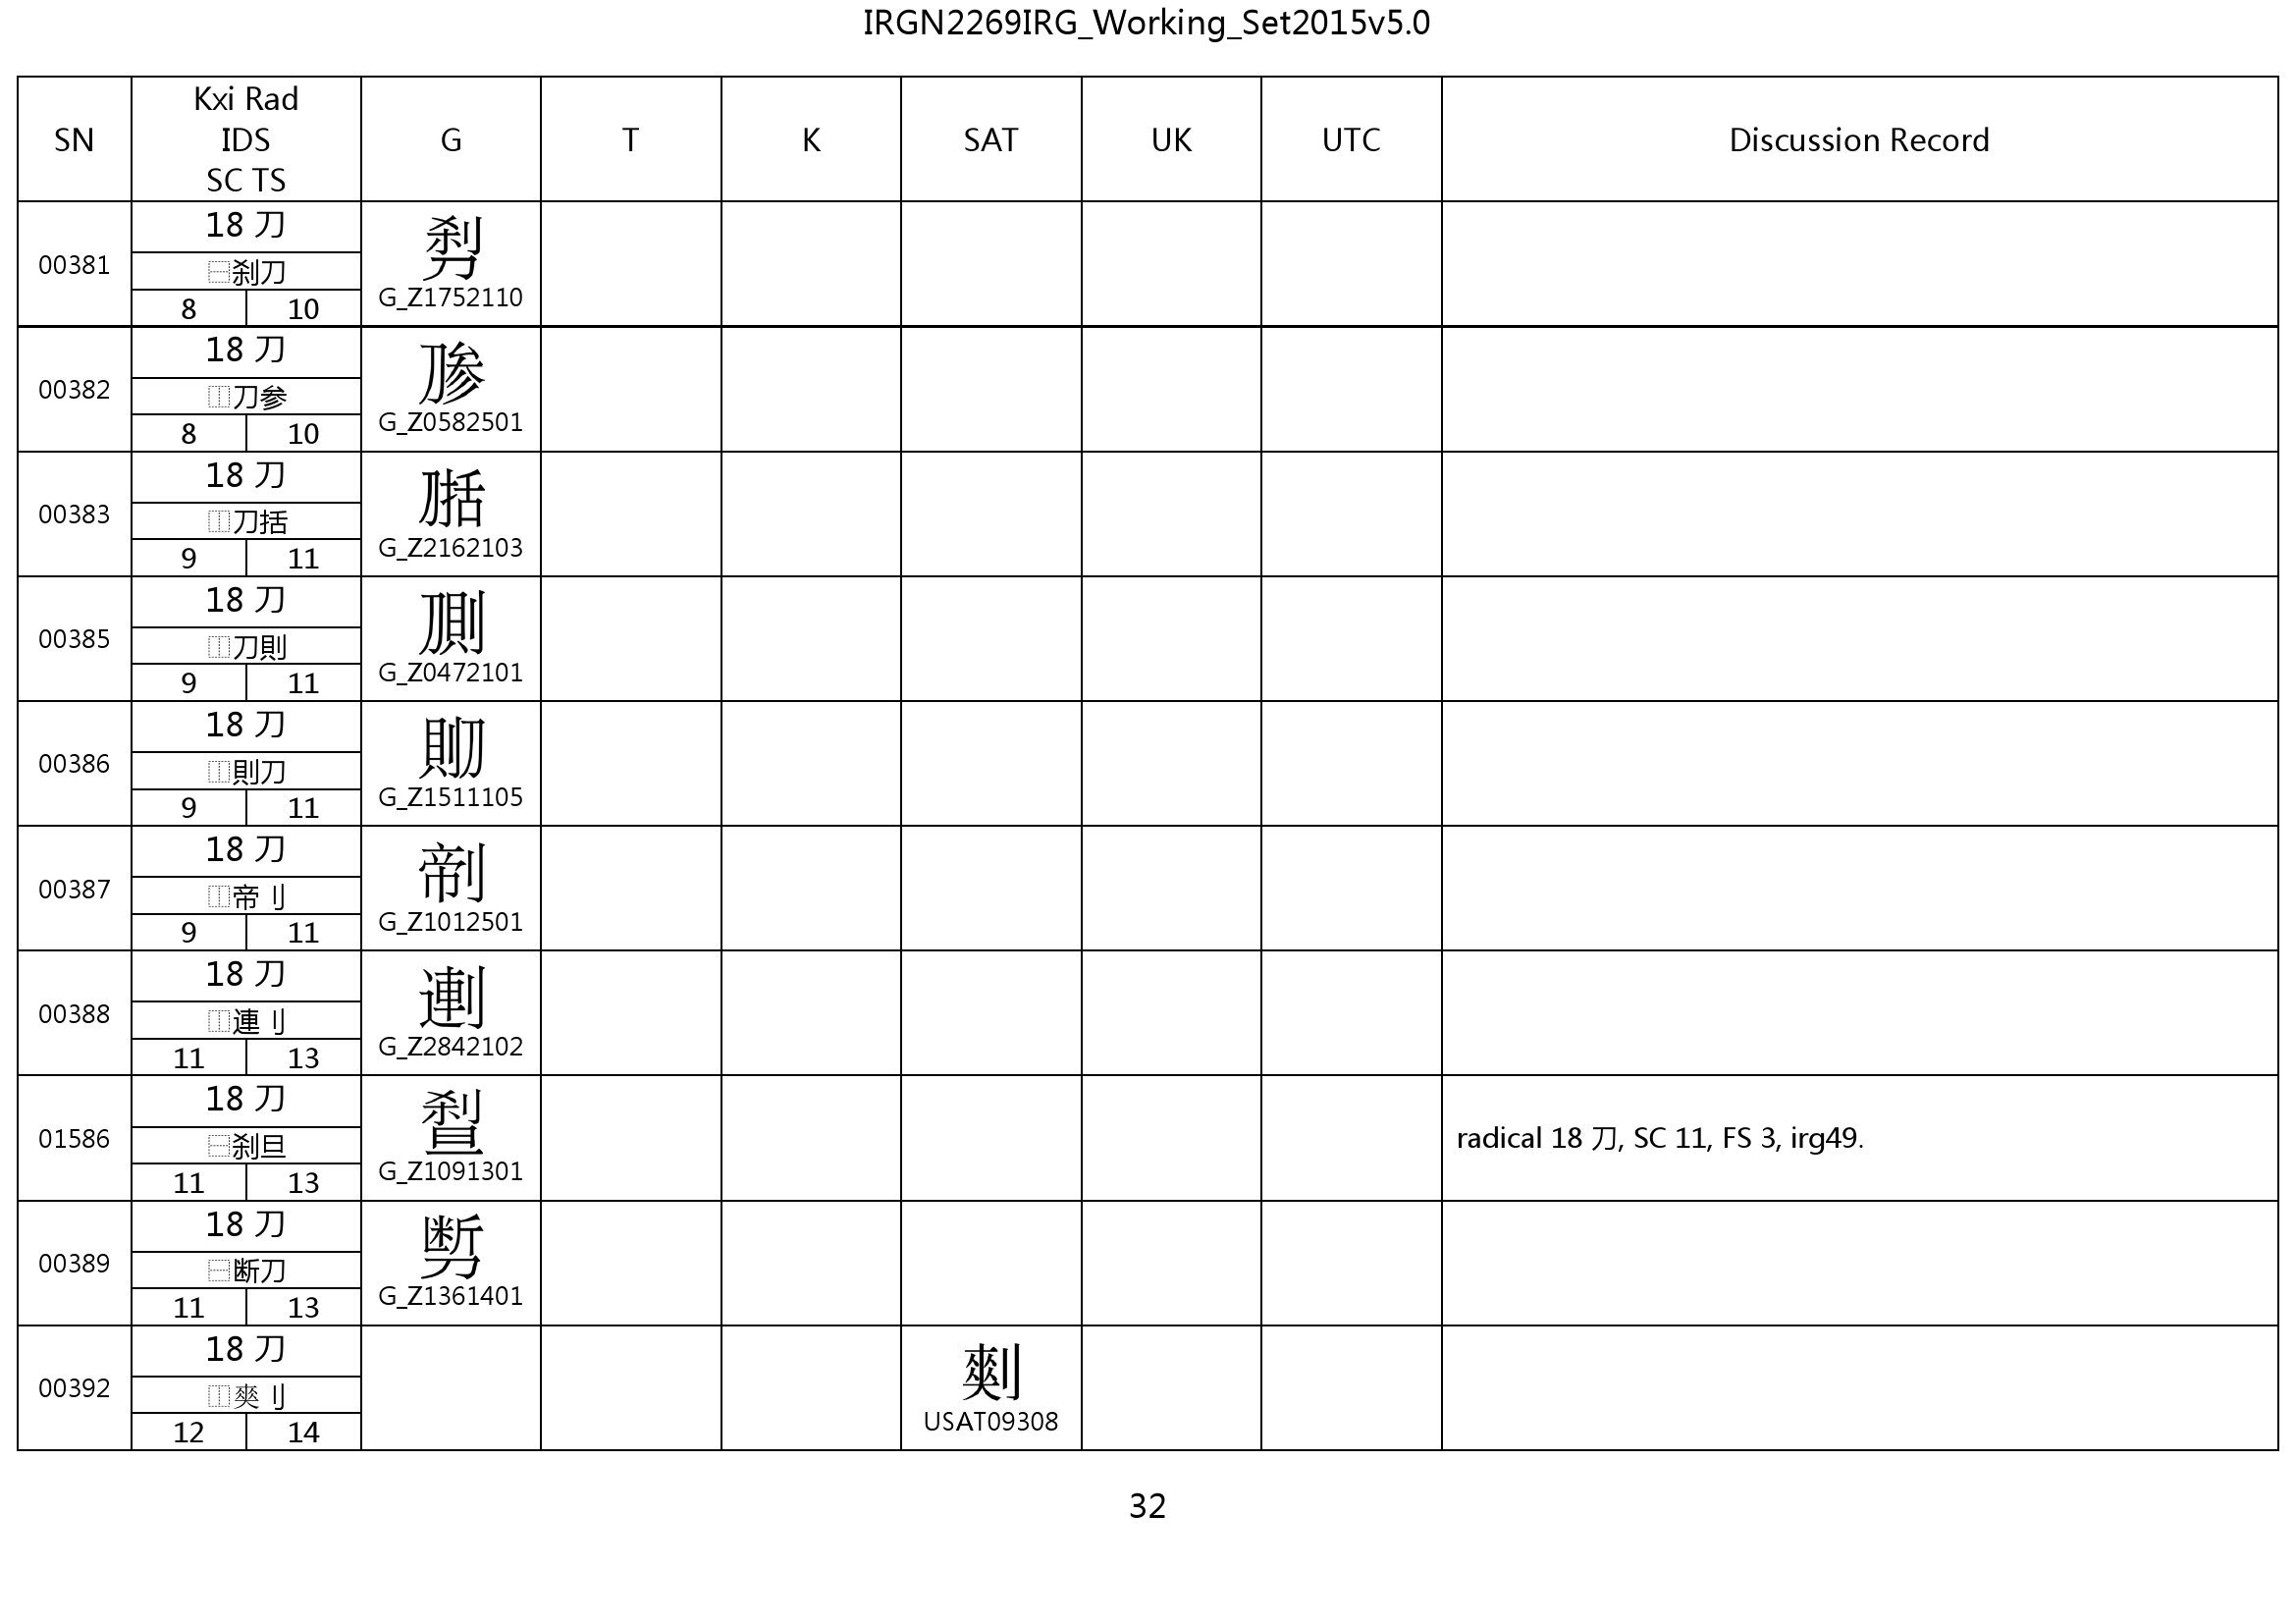 IRGN2269IRG_Working_Set2015v5.0
SN Kxi Rad IDS SC TS G T K SAT UK UTC Discussion Record
00381
18 刀
⿱刹刀
8 10
G_Z1752110
00382
18 刀
⿰刀参
8 10
G_Z0582501
00383
18 刀
⿰刀括
9 11
G_Z2162103
00385
18 刀
⿰刀則
9 11
G_Z0472101
00386
18 刀
⿰則刀
9 11
G_Z1511105
00387
18 刀
⿰帝刂
9 11
G_Z1012501
00388
18 刀
⿰連刂
11 13
G_Z2842102
01586
18 刀
⿱刹旦
11 13
G_Z1091301
radical 18 刀, SC 11, FS 3, irg49.
00389
18 刀
⿱断刀
11 13
G_Z1361401
00392
18 刀
⿰㸚刂
12 14
USAT09308
32